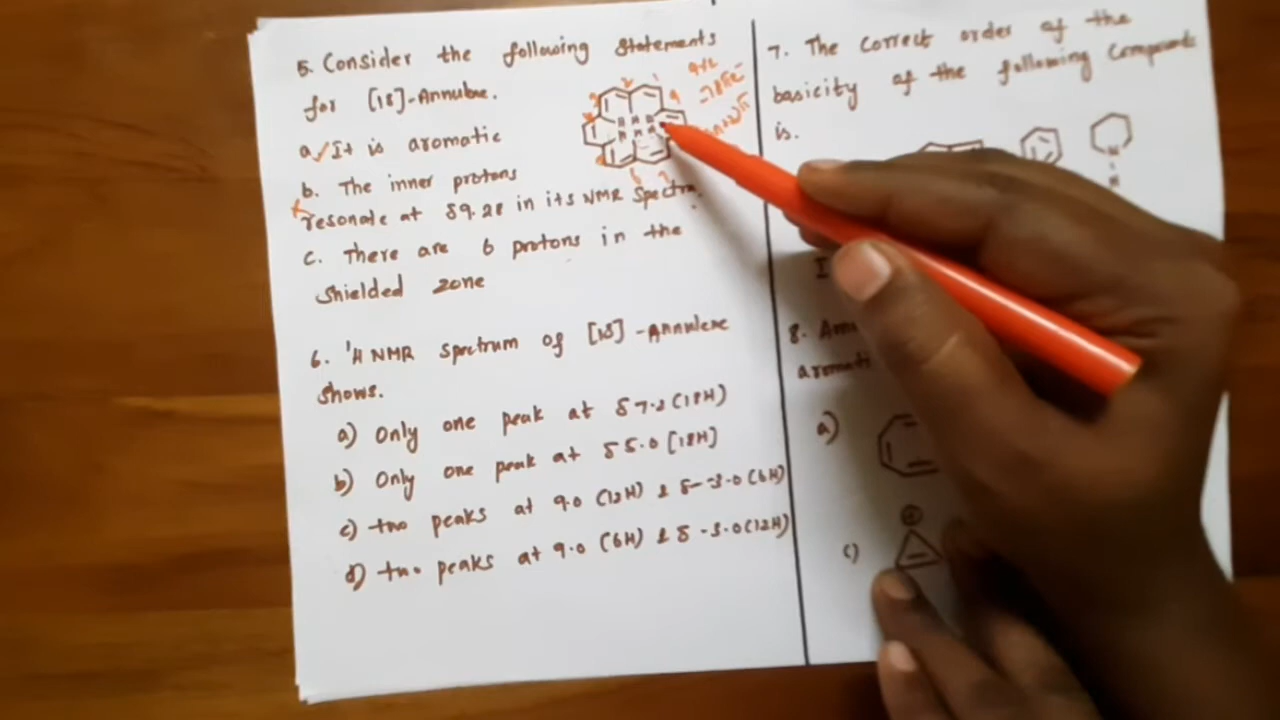 5. Consider the following Statements
for [18]-Annulene.
a. It is aromatic
b. The inner protons
resonate at δ9.28 in its NMR Spectra.
c. There are 6 protons in the
Shielded zone
6. ¹H NMR spectrum of [18]-Annulene
Shows.
a) Only one peak at δ7.2 (18H)
b) Only one peak at δ5.0 [18H]
c) two peaks at 9.0 (12H) & δ-3.0 (6H)
d) two peaks at 9.0 (6H) & δ-3.0 (12H)
7. The Correct order of the
basicity of the following Compounds
is.
8.
a)
c)